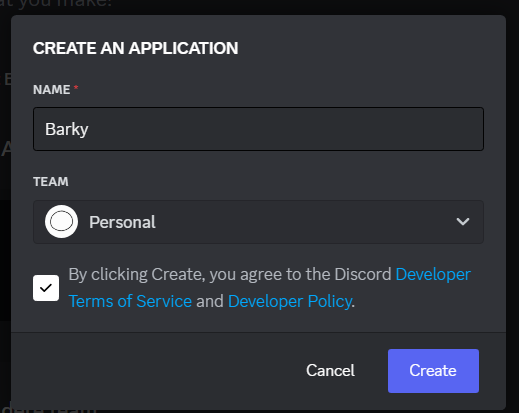 at you make!
CREATE AN APPLICATION
NAME *
Barky
TEAM
Personal
By clicking Create, you agree to the Discord Developer
Terms of Service and Developer Policy.
Cancel
Create